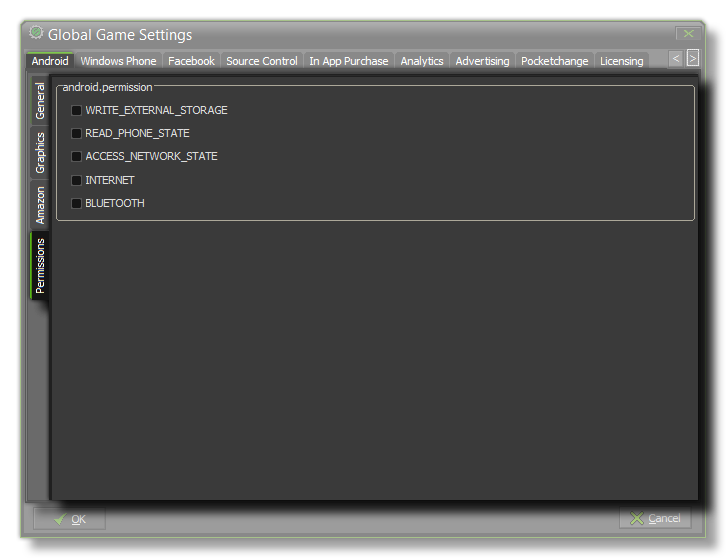 Global Game Settings
Android Windows Phone Facebook Source Control In App Purchase Analytics Advertising Pocketchange Licensing < >
General
Graphics
Amazon
Permissions
android.permission
WRITE_EXTERNAL_STORAGE
READ_PHONE_STATE
ACCESS_NETWORK_STATE
INTERNET
BLUETOOTH
OK
Cancel